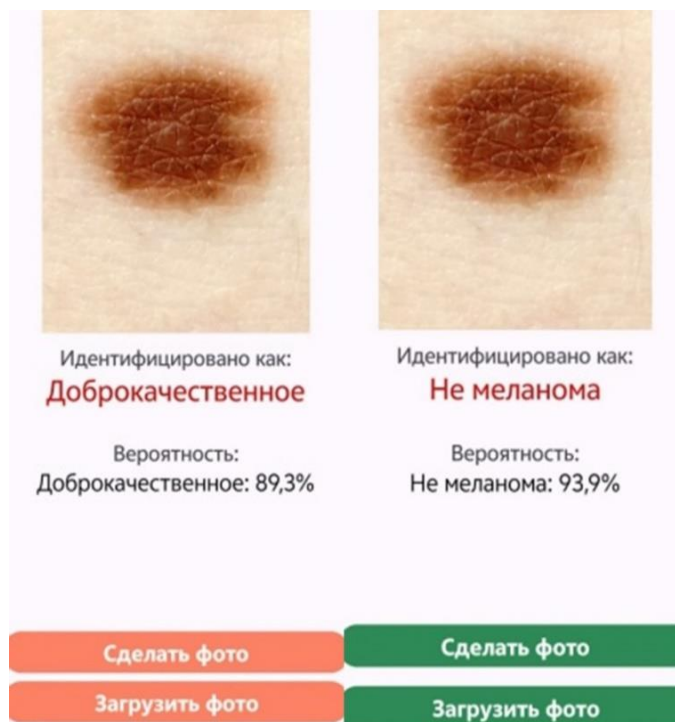 Идентифицировано как:
Доброкачественное
Вероятность:
Доброкачественное: 89,3%
Сделать фото
Загрузить фото
Идентифицировано как:
Не меланома
Вероятность:
Не меланома: 93,9%
Сделать фото
Загрузить фото